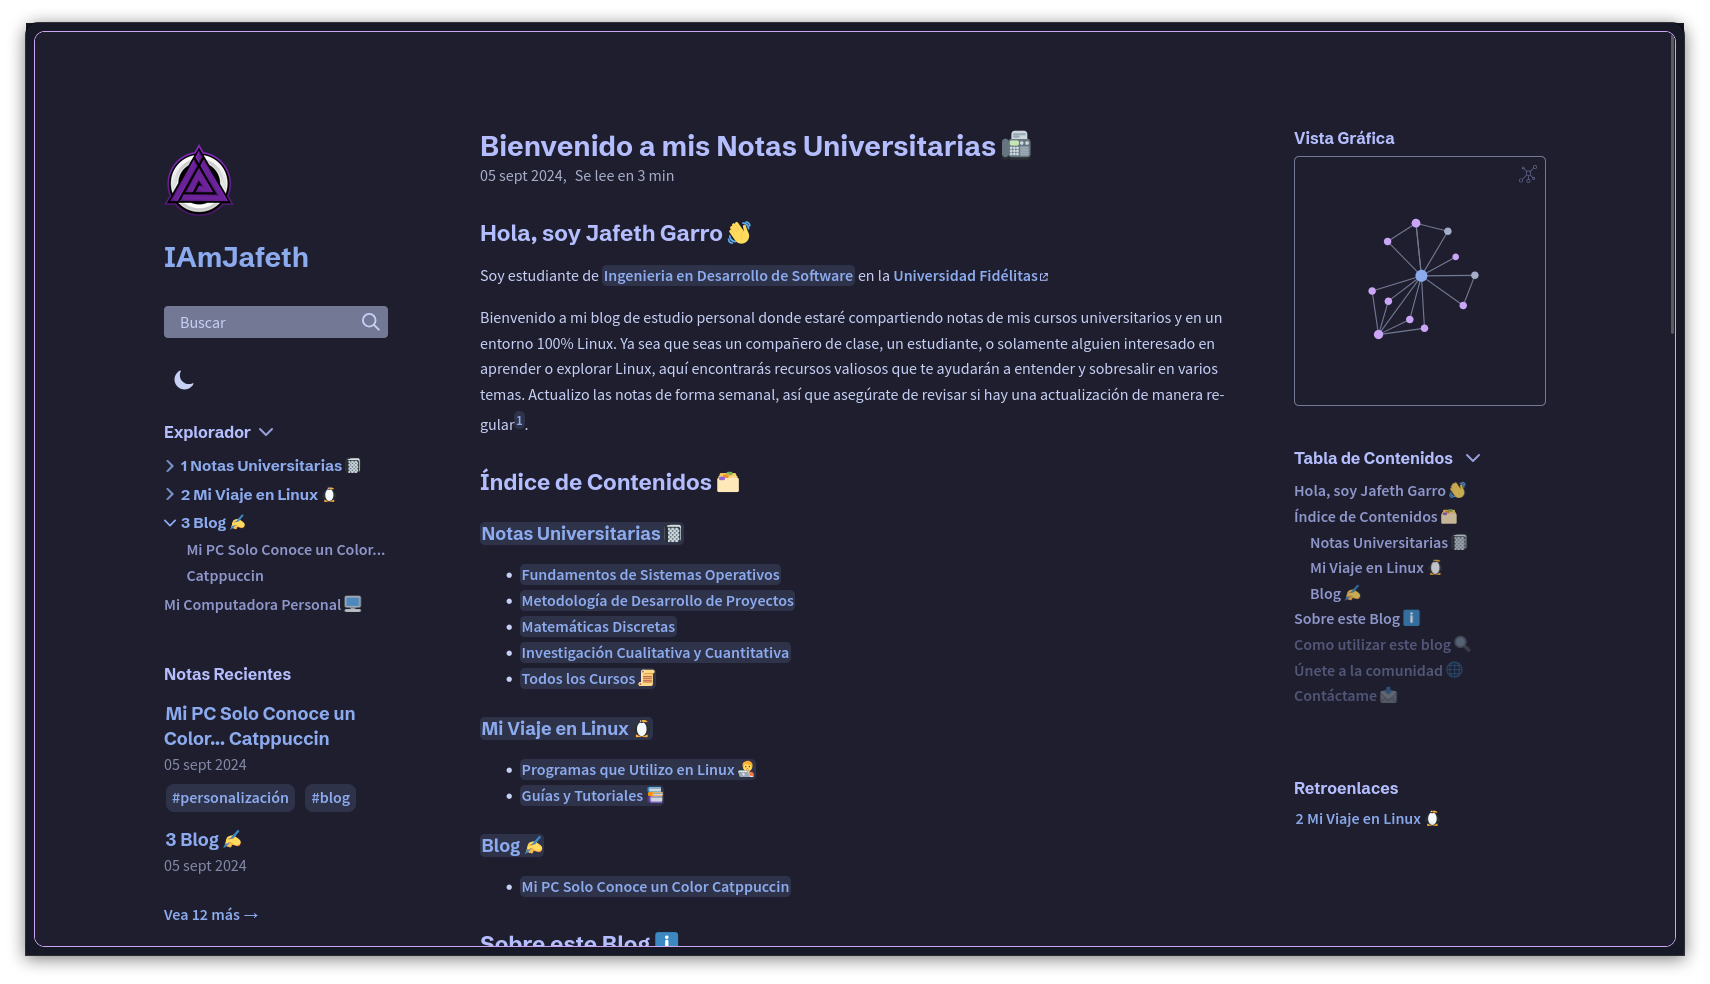 IAmJafeth
Buscar
Explorador
1 Notas Universitarias
2 Mi Viaje en Linux
3 Blog
Mi PC Solo Conoce un Color...
Catppuccin
Mi Computadora Personal
Notas Recientes
Mi PC Solo Conoce un
Color... Catppuccin
05 sept 2024
#personalización #blog
3 Blog
05 sept 2024
Vea 12 más →
Bienvenido a mis Notas Universitarias
05 sept 2024, Se lee en 3 min
Hola, soy Jafeth Garro
Soy estudiante de Ingenieria en Desarrollo de Software en la Universidad Fidélitas
Bienvenido a mi blog de estudio personal donde estaré compartiendo notas de mis cursos universitarios y en un
entorno 100% Linux. Ya sea que seas un compañero de clase, un estudiante, o solamente alguien interesado en
aprender o explorar Linux, aquí encontrarás recursos valiosos que te ayudarán a entender y sobresalir en varios
temas. Actualizo las notas de forma semanal, así que asegúrate de revisar si hay una actualización de manera re-
gular1.
Índice de Contenidos
Notas Universitarias
• Fundamentos de Sistemas Operativos
• Metodología de Desarrollo de Proyectos
• Matemáticas Discretas
• Investigación Cualitativa y Cuantitativa
• Todos los Cursos
Mi Viaje en Linux
• Programas que Utilizo en Linux
• Guías y Tutoriales
Blog
• Mi PC Solo Conoce un Color Catppuccin
Sobre este Blog
Vista Gráfica
Tabla de Contenidos
Hola, soy Jafeth Garro
Índice de Contenidos
Notas Universitarias
Mi Viaje en Linux
Blog
Sobre este Blog
Como utilizar este blog
Únete a la comunidad
Contáctame
Retroenlaces
2 Mi Viaje en Linux